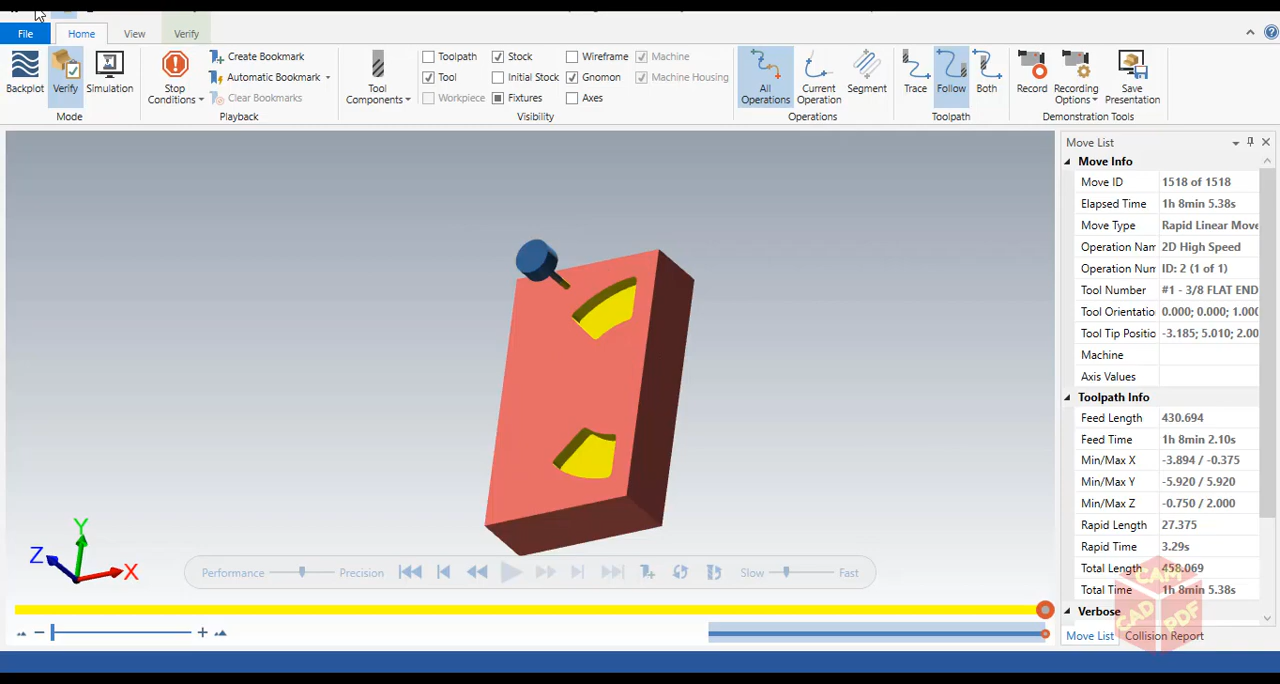 File Home View Verify
Backplot Verify Simulation
Mode
Stop Conditions
Create Bookmark
Automatic Bookmark
Clear Bookmarks
Playback
Tool Components
Toolpath Stock Wireframe Machine
Tool Initial Stock Gnomon Machine Housing
Workpiece Fixtures Axes
Visibility
All Operations Current Operation Segment
Operations
Trace Follow Both
Toolpath
Record Recording Options Save Presentation
Demonstration Tools
Move List
Move Info
Move ID 1518 of 1518
Elapsed Time 1h 8min 5.38s
Move Type Rapid Linear Move
Operation Nam 2D High Speed
Operation Num ID: 2 (1 of 1)
Tool Number #1 - 3/8 FLAT END
Tool Orientatio 0.000; 0.000; 1.000
Tool Tip Positio -3.185; 5.010; 2.00
Machine
Axis Values
Toolpath Info
Feed Length 430.694
Feed Time 1h 8min 2.10s
Min/Max X -3.894 / -0.375
Min/Max Y -5.920 / 5.920
Min/Max Z -0.750 / 2.000
Rapid Length 27.375
Rapid Time 3.29s
Total Length 458.069
Total Time 1h 8min 5.38s
Verbose
Move List Collision Report
Y
Z
X
Performance Precision Slow Fast
CAM
CAD PDF